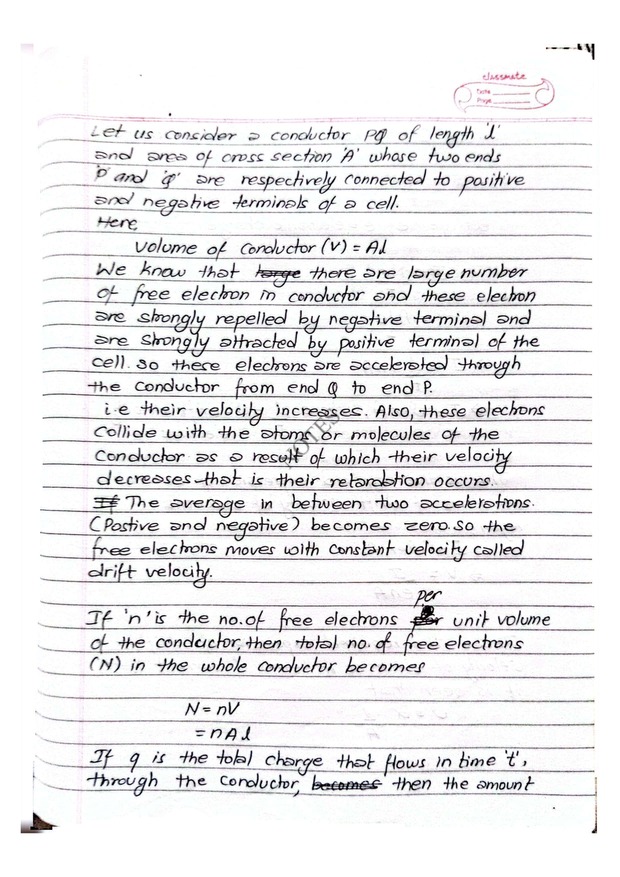 classmate
Date
Page
Let us consider a conductor PQ of length 'l'
and area of cross section 'A' whose two ends
'P' and 'Q' are respectively connected to positive
and negative terminals of a cell.
Here,
Volume of conductor (V) = Al
We know that large there are large number
of free electron in conductor and these electron
are strongly repelled by negative terminal and
are strongly attracted by positive terminal of the
cell. so these electrons are accelerated through
the conductor from end Q to end P.
i.e their velocity increases. Also, these electrons
collide with the atoms or molecules of the
conductor as a result of which their velocity
decreases that is their retardation occurs.
If The average in between two accelerations.
(Postive and negative) becomes zero. so the
free electrons moves with constant velocity called
drift velocity.
per
If 'n' is the no. of free electrons unit volume
of the conductor, then total no. of free electrons
(N) in the whole conductor becomes
N = nV
= nAl
If q is the total charge that flows in time 't',
through the conductor, becomes then the amount
NOTES